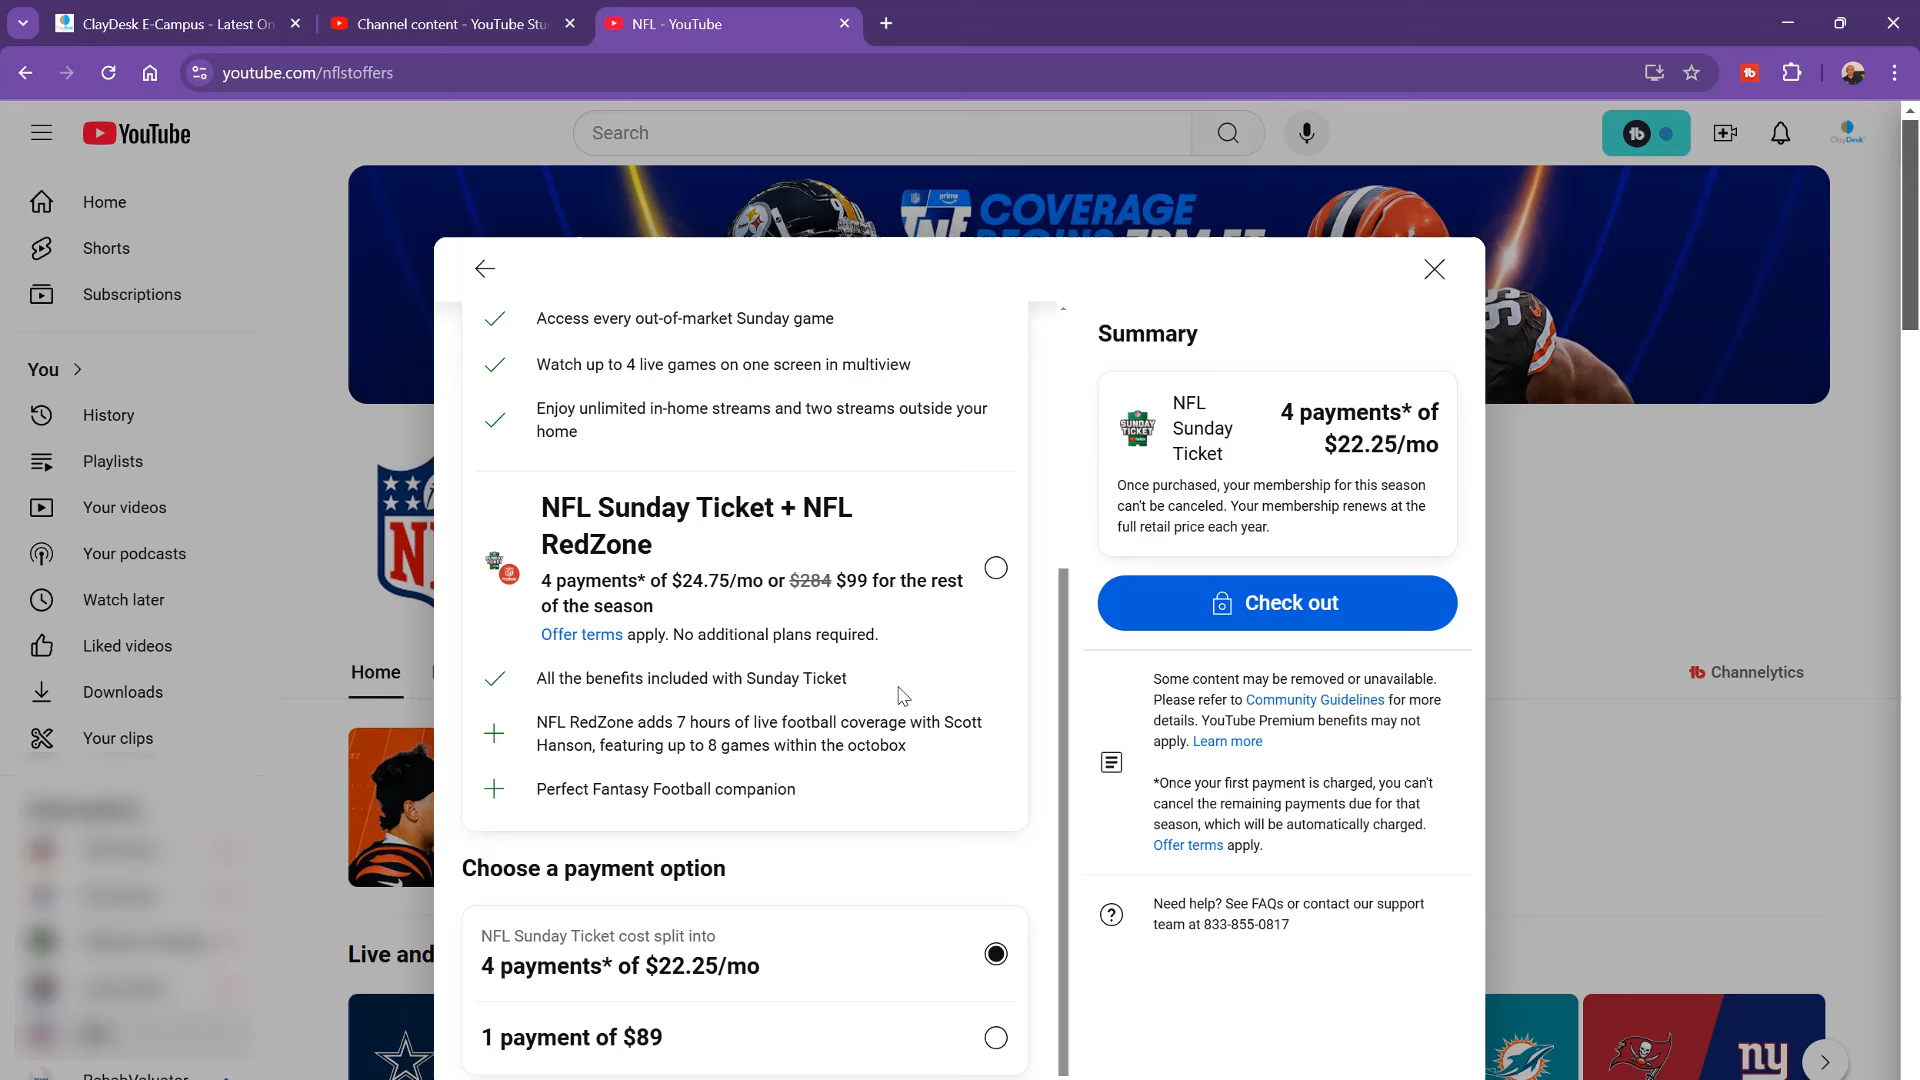 ClayDesk E-Campus - Latest On
Channel content - YouTube Stu
NFL - YouTube
youtube.com/nflstoffers
YouTube
Search
ClayDesk
Home
Shorts
Subscriptions
You
History
Playlists
Your videos
Your podcasts
Watch later
Liked videos
Downloads
Your clips
prime
TNF
COVERAGE
BEGINS 7PM ET
NFL
Home
Channelytics
Live and
ny
Access every out-of-market Sunday game
Watch up to 4 live games on one screen in multiview
Enjoy unlimited in-home streams and two streams outside your
home
NFL Sunday Ticket + NFL
RedZone
4 payments* of $24.75/mo or $284 $99 for the rest
of the season
Offer terms apply. No additional plans required.
All the benefits included with Sunday Ticket
NFL RedZone adds 7 hours of live football coverage with Scott
Hanson, featuring up to 8 games within the octobox
Perfect Fantasy Football companion
Choose a payment option
NFL Sunday Ticket cost split into
4 payments* of $22.25/mo
1 payment of $89
Summary
SUNDAY
TICKET
NFL
Sunday
Ticket
4 payments* of
$22.25/mo
Once purchased, your membership for this season
can't be canceled. Your membership renews at the
full retail price each year.
Check out
Some content may be removed or unavailable.
Please refer to Community Guidelines for more
details. YouTube Premium benefits may not
apply. Learn more
*Once your first payment is charged, you can't
cancel the remaining payments due for that
season, which will be automatically charged.
Offer terms apply.
Need help? See FAQs or contact our support
team at 833-855-0817